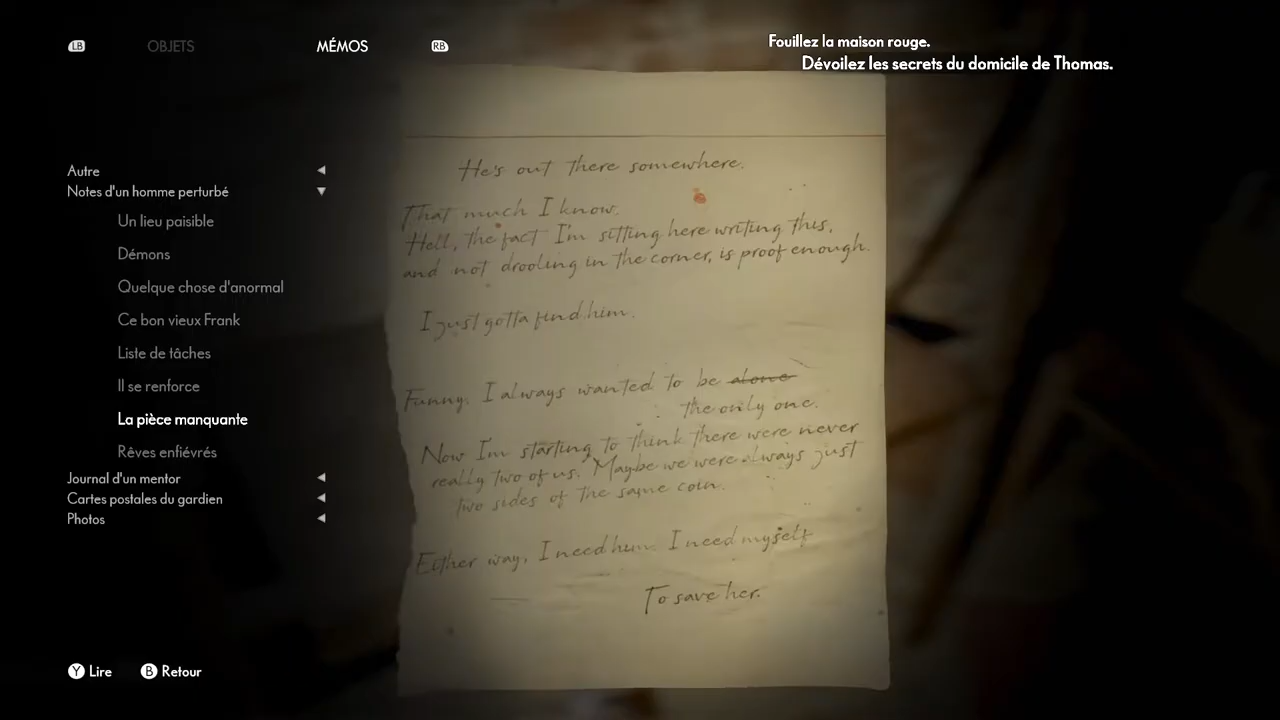 LB
OBJETS
MÉMOS
RB
Fouillez la maison rouge.
Dévoilez les secrets du domicile de Thomas.
Autre
Notes d'un homme perturbé
Un lieu paisible
Démons
Quelque chose d'anormal
Ce bon vieux Frank
Liste de tâches
Il se renforce
La pièce manquante
Rêves enfiévrés
Journal d'un mentor
Cartes postales du gardien
Photos
He's out there somewhere.
That much I know.
Hell, the fact I'm sitting here writing this,
and not drooling in the corner, is proof enough.
I just gotta find him.
Funny. I always wanted to be alone
the only one.
Now I'm starting to think there were never
really two of us. Maybe we were always just
two sides of the same coin.
Either way, I need him. I need myself
To save her.
Y Lire
B Retour